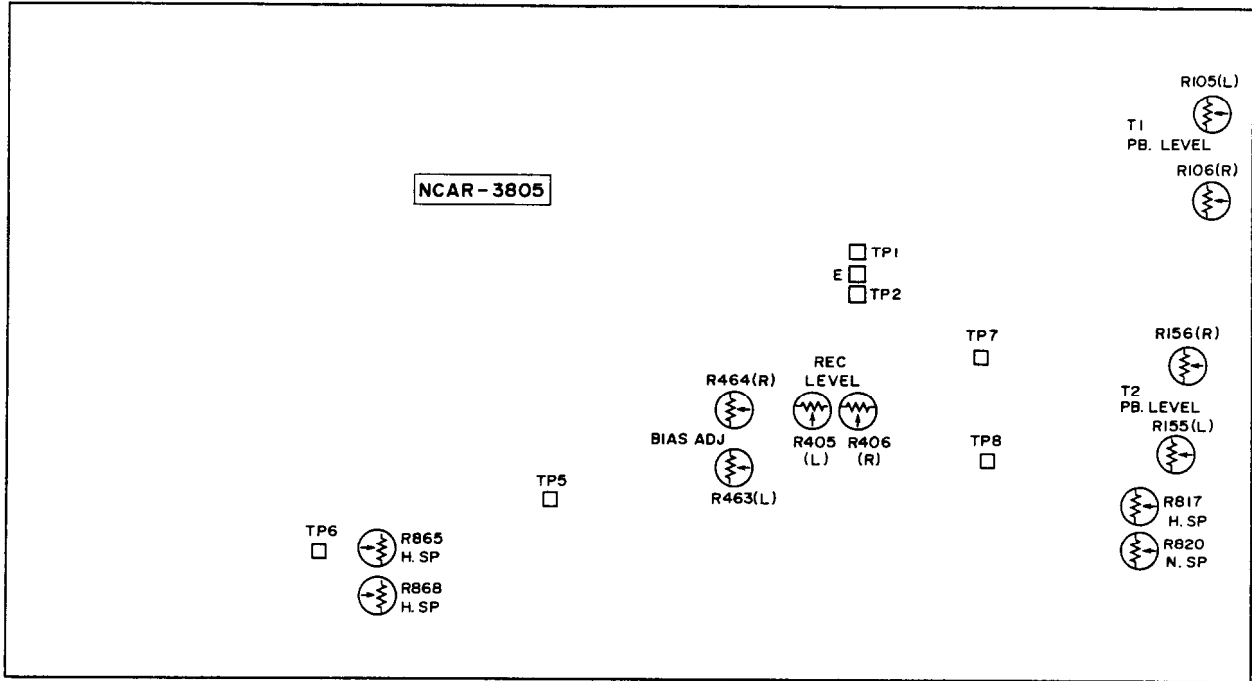 R105(L)
T1
PB. LEVEL
R106(R)
NCAR-3805
TP1
E
TP2
TP7
R156(R)
REC
LEVEL
R464(R)
T2
PB. LEVEL
R155(L)
BIAS ADJ
R405
(L)
R406
(R)
TP8
R463(L)
TP5
R817
H. SP
TP6
R865
H. SP
R820
N. SP
R868
H. SP